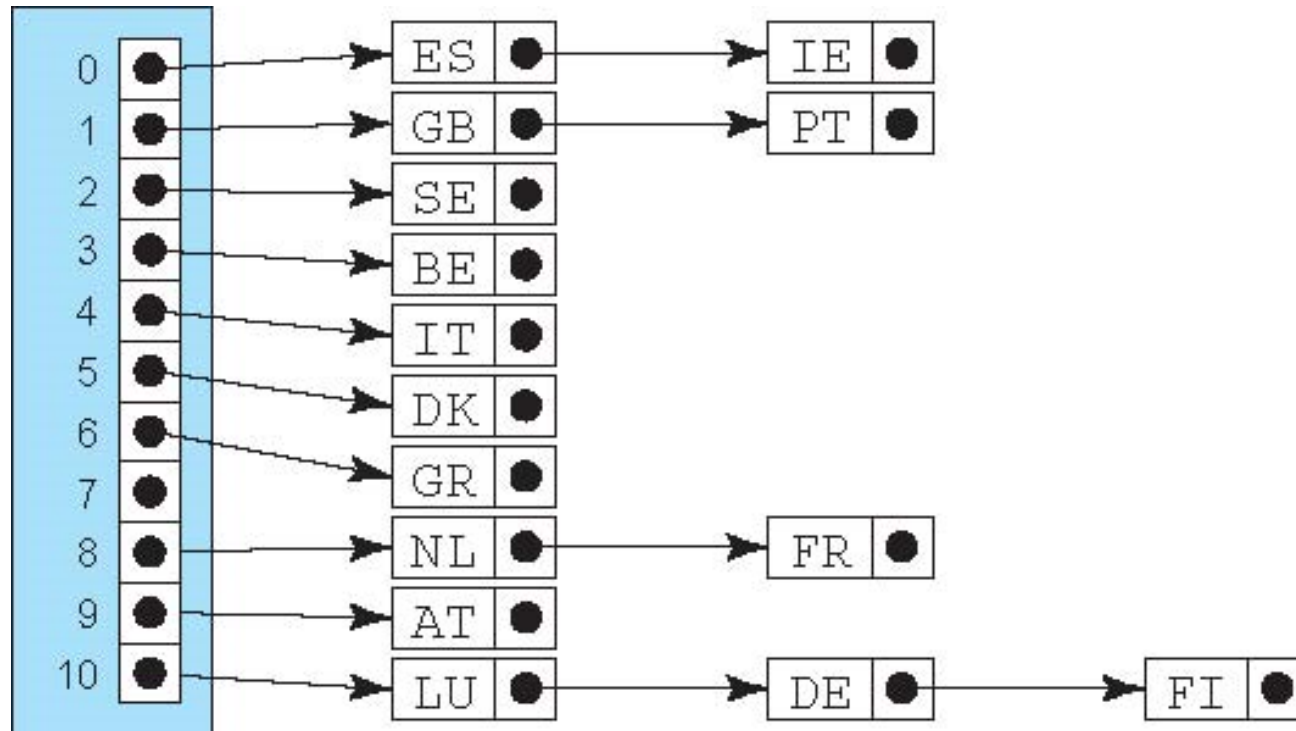 0 ES IE
1 GB PT
2 SE
3 BE
4 IT
5 DK
6 GR
7
8 NL FR
9 AT
10 LU DE FI